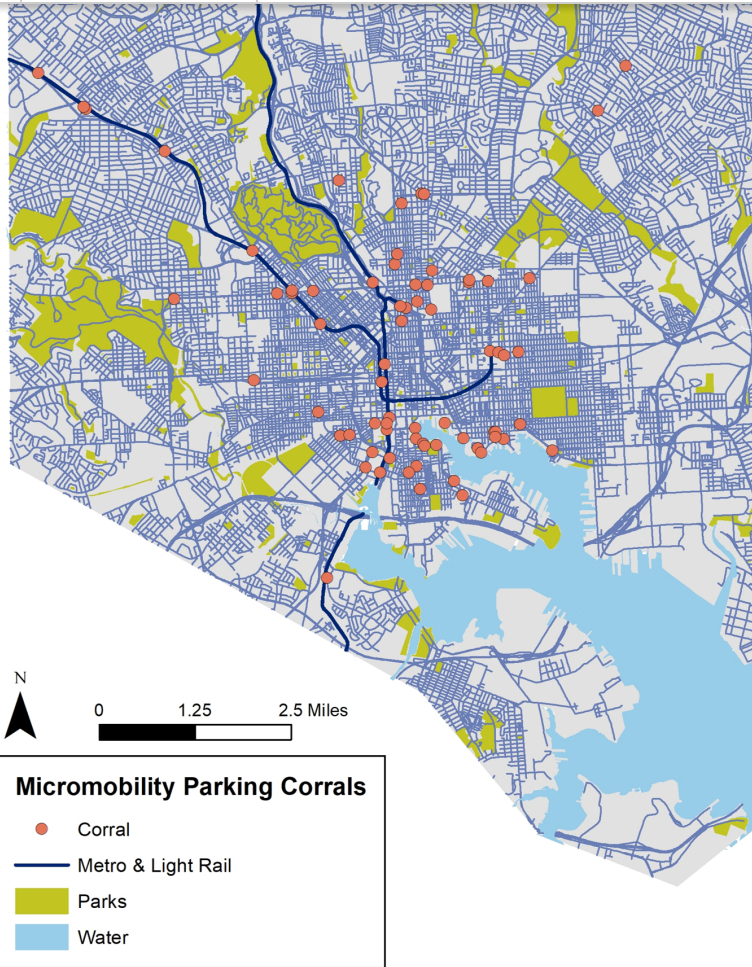 N
0 1.25 2.5 Miles
Micromobility Parking Corrals
Corral
Metro & Light Rail
Parks
Water